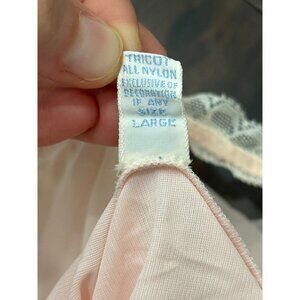 TRICOT
ALL NYLON
EXCLUSIVE OF
DECORATION
IF ANY
SIZE
LARGE